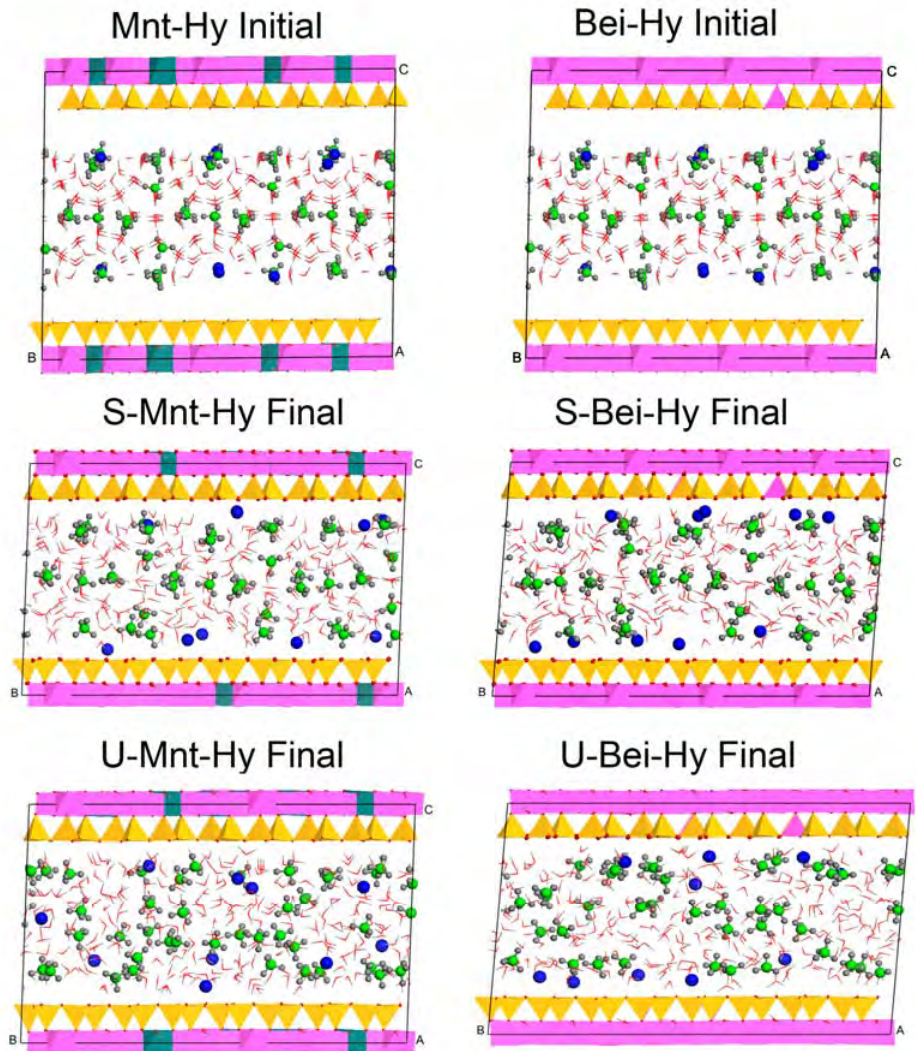 Mnt-Hy Initial
Bei-Hy Initial
C
C
B
A
B
A
S-Mnt-Hy Final
S-Bei-Hy Final
C
C
B
A
B
A
U-Mnt-Hy Final
U-Bei-Hy Final
C
B
A
B
A